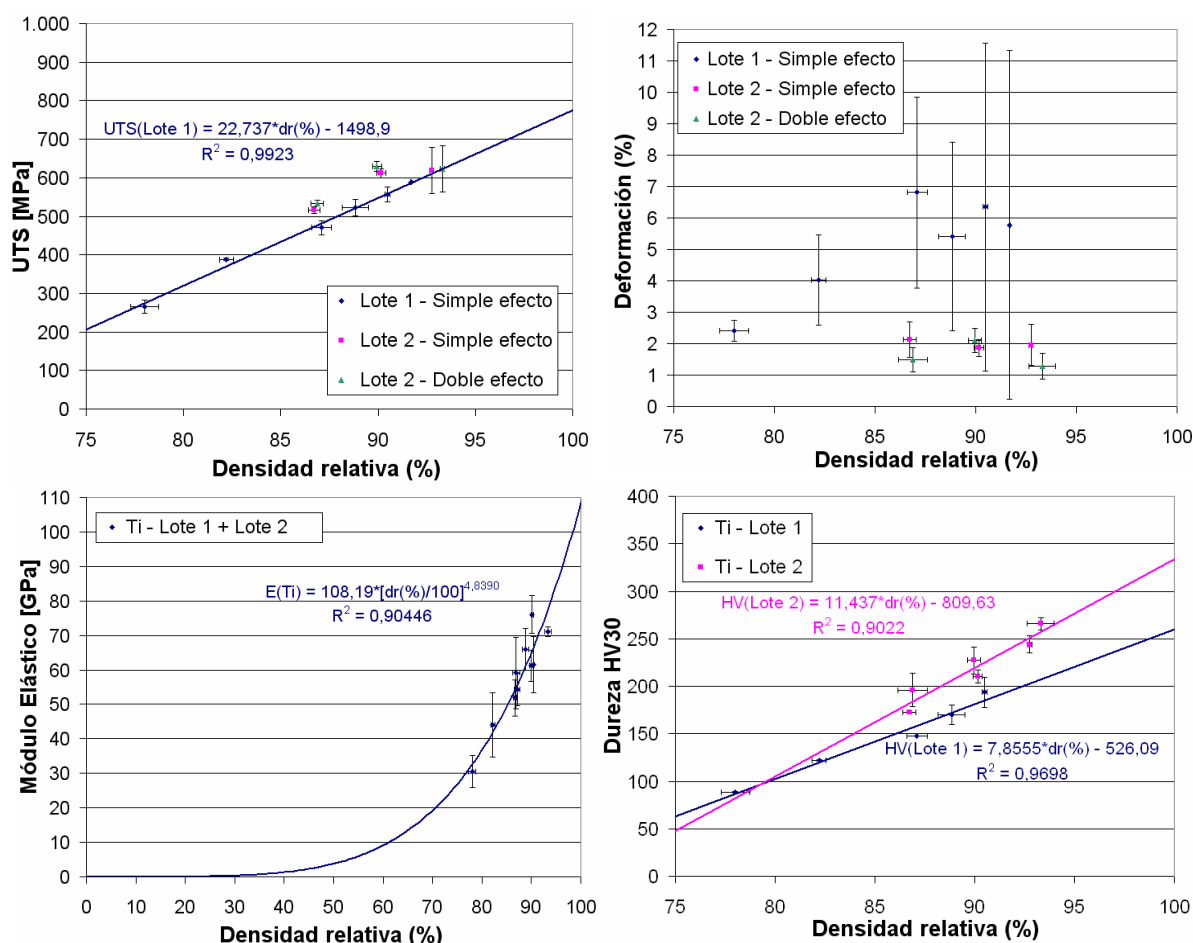 1.000
900
800
700
600
500
400
300
200
100
0
UTS [MPa]
UTS(Lote 1) = 22,737*dr(%) - 1498,9
R² = 0,9923
Lote 1 - Simple efecto
Lote 2 - Simple efecto
Lote 2 - Doble efecto
75 80 85 90 95 100
Densidad relativa (%)
12
11
10
9
8
7
6
5
4
3
2
1
0
Deformación (%)
Lote 1 - Simple efecto
Lote 2 - Simple efecto
Lote 2 - Doble efecto
75 80 85 90 95 100
Densidad relativa (%)
110
100
90
80
70
60
50
40
30
20
10
0
Módulo Elástico [GPa]
Ti - Lote 1 + Lote 2
E(Ti) = 108,19*[dr(%)/100]^4,8390
R² = 0,90446
0 10 20 30 40 50 60 70 80 90 100
Densidad relativa (%)
400
350
300
250
200
150
100
50
0
Dureza HV30
Ti - Lote 1
Ti - Lote 2
HV(Lote 2) = 11,437*dr(%) - 809,63
R² = 0,9022
HV(Lote 1) = 7,8555*dr(%) - 526,09
R² = 0,9698
75 80 85 90 95 100
Densidad relativa (%)